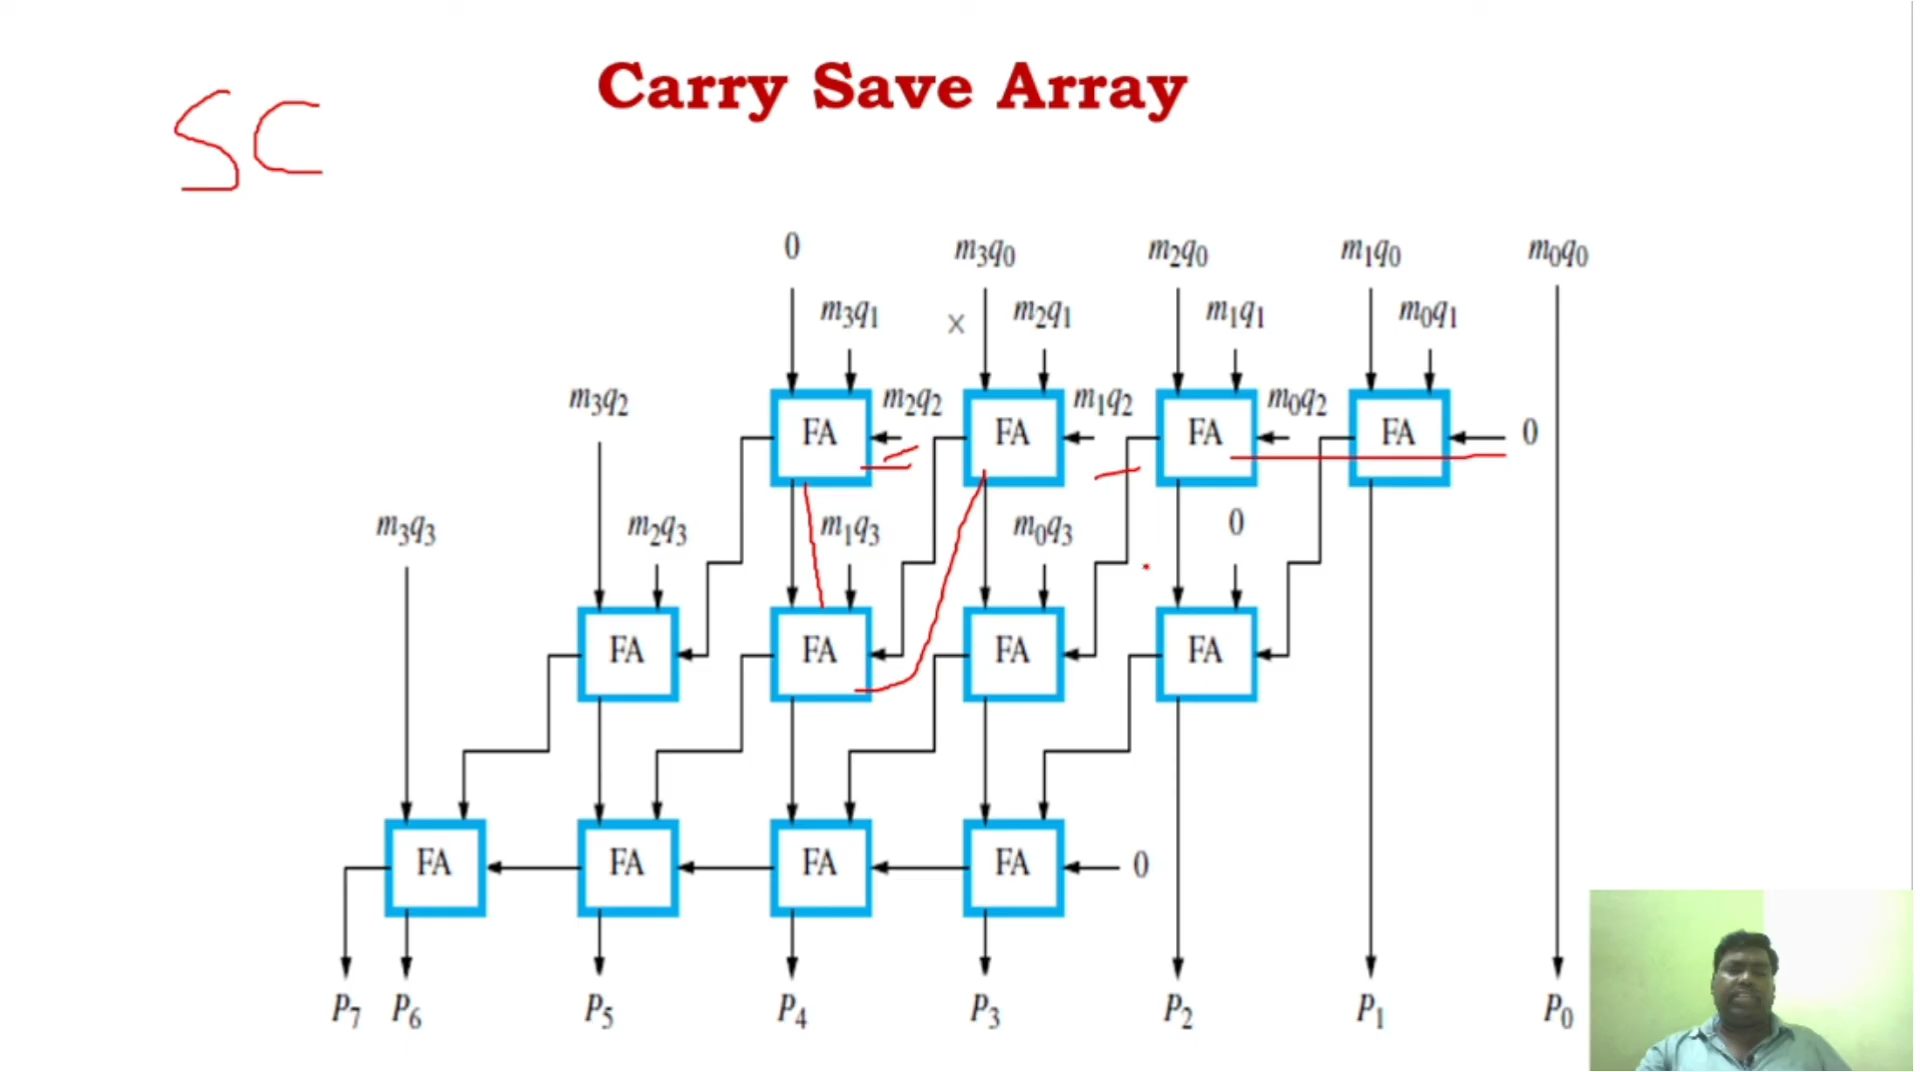 Carry Save Array
SC
0 m3q0 m2q0 m1q0 m0q0
m3q1 x m2q1 m1q1 m0q1
m3q2 FA m2q2 FA m1q2 FA m0q2 FA 0
m3q3 m2q3 m1q3 m0q3 0
FA FA FA FA
FA FA FA FA 0
P7 P6 P5 P4 P3 P2 P1 P0